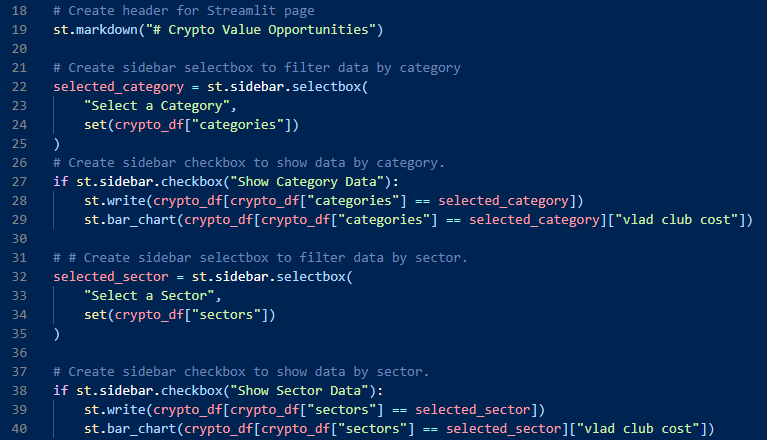 18 # Create header for Streamlit page
19 st.markdown("# Crypto Value Opportunities")
20
21 # Create sidebar selectbox to filter data by category
22 selected_category = st.sidebar.selectbox(
23 "Select a Category",
24 set(crypto_df["categories"])
25 )
26 # Create sidebar checkbox to show data by category.
27 if st.sidebar.checkbox("Show Category Data"):
28 st.write(crypto_df[crypto_df["categories"] == selected_category])
29 st.bar_chart(crypto_df[crypto_df["categories"] == selected_category]["vlad club cost"])
30
31 # # Create sidebar selectbox to filter data by sector.
32 selected_sector = st.sidebar.selectbox(
33 "Select a Sector",
34 set(crypto_df["sectors"])
35 )
36
37 # Create sidebar checkbox to show data by sector.
38 if st.sidebar.checkbox("Show Sector Data"):
39 st.write(crypto_df[crypto_df["sectors"] == selected_sector])
40 st.bar_chart(crypto_df[crypto_df["sectors"] == selected_sector]["vlad club cost"])